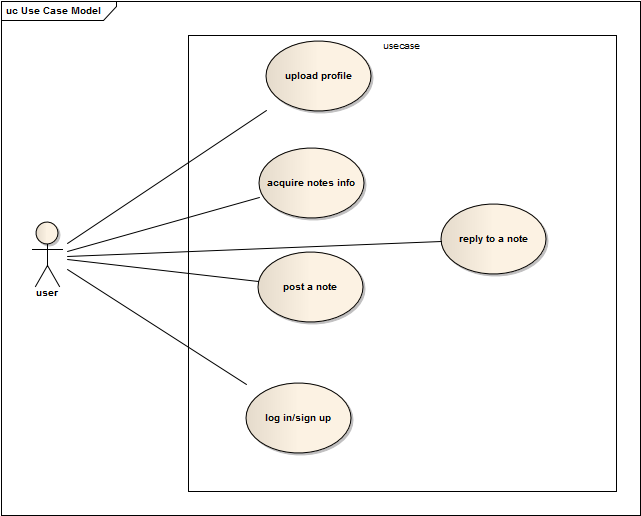 uc Use Case Model
usecase
upload profile
acquire notes info
reply to a note
post a note
user
log in/sign up